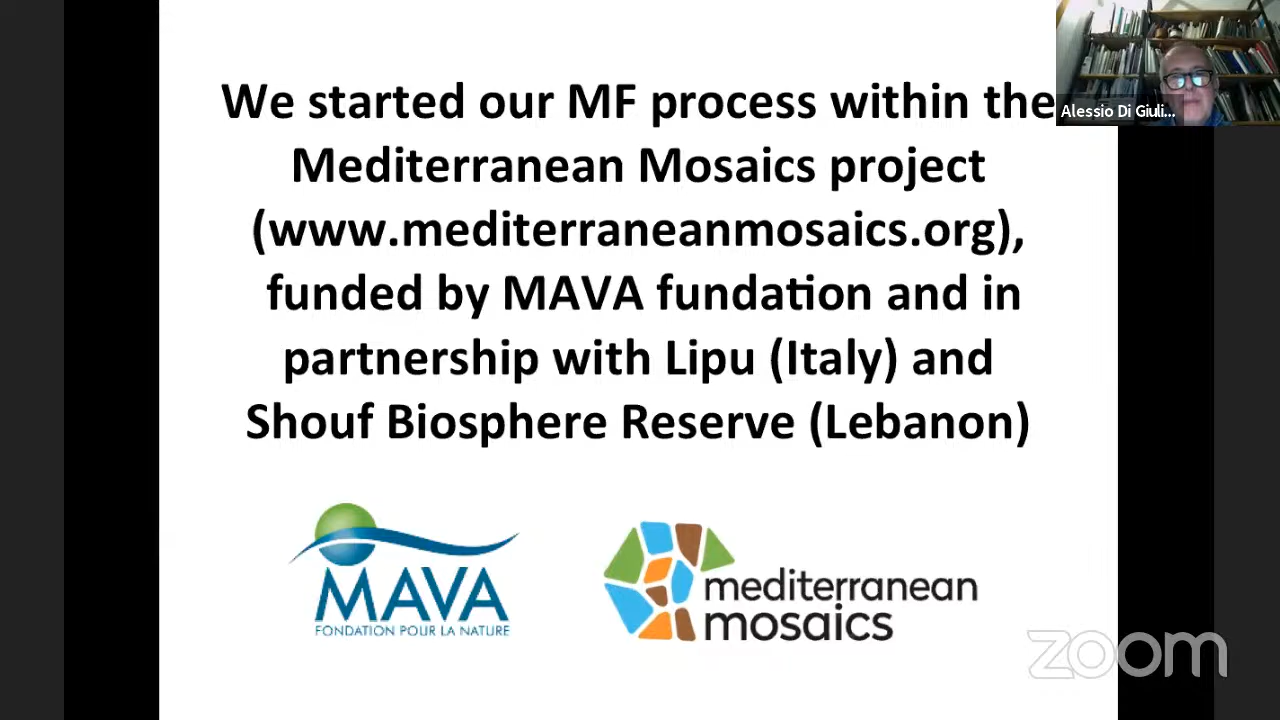 We started our MF process within the
Mediterranean Mosaics project
(www.mediterraneanmosaics.org),
funded by MAVA fundation and in
partnership with Lipu (Italy) and
Shouf Biosphere Reserve (Lebanon)
Alessio Di Giuli...
MAVA
FONDATION POUR LA NATURE
mediterranean
mosaics
zoom